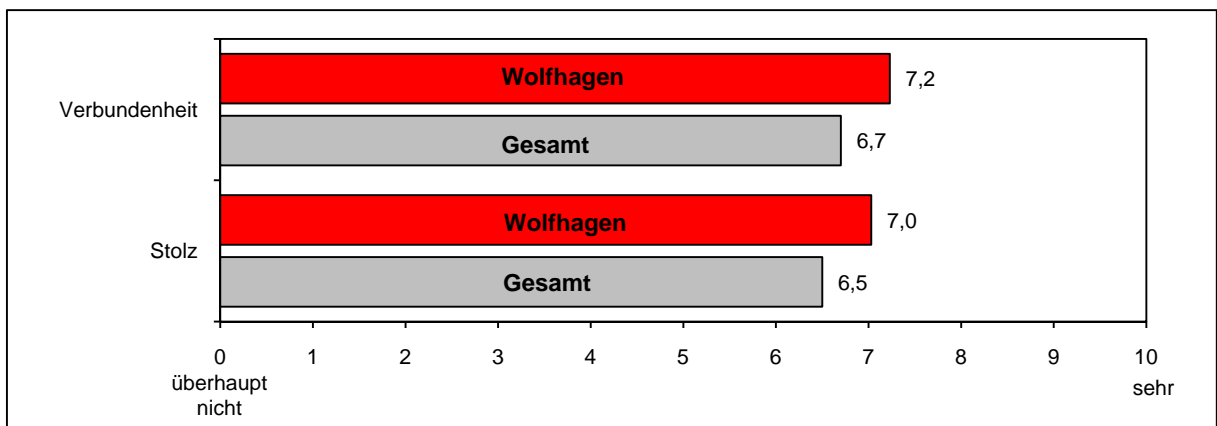 Wolfhagen 7,2
Verbundenheit
Gesamt 6,7
Wolfhagen 7,0
Stolz
Gesamt 6,5
0 1 2 3 4 5 6 7 8 9 10
überhaupt sehr
nicht